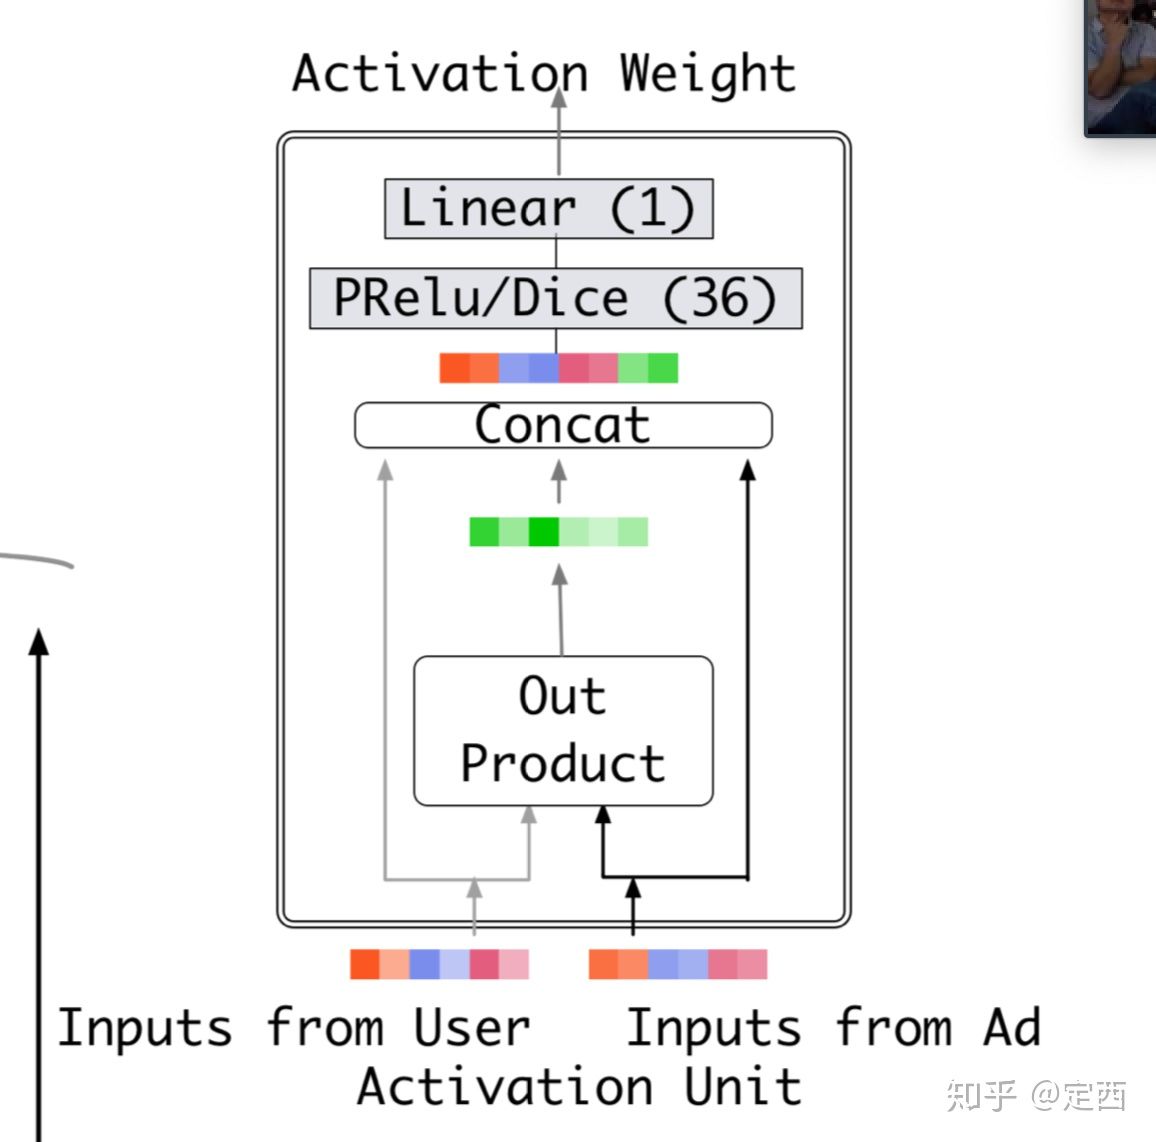 Activation Weight
Linear (1)
PRelu/Dice (36)
Concat
Out
Product
Inputs from User
Inputs from Ad
Activation Unit
知乎 @定西